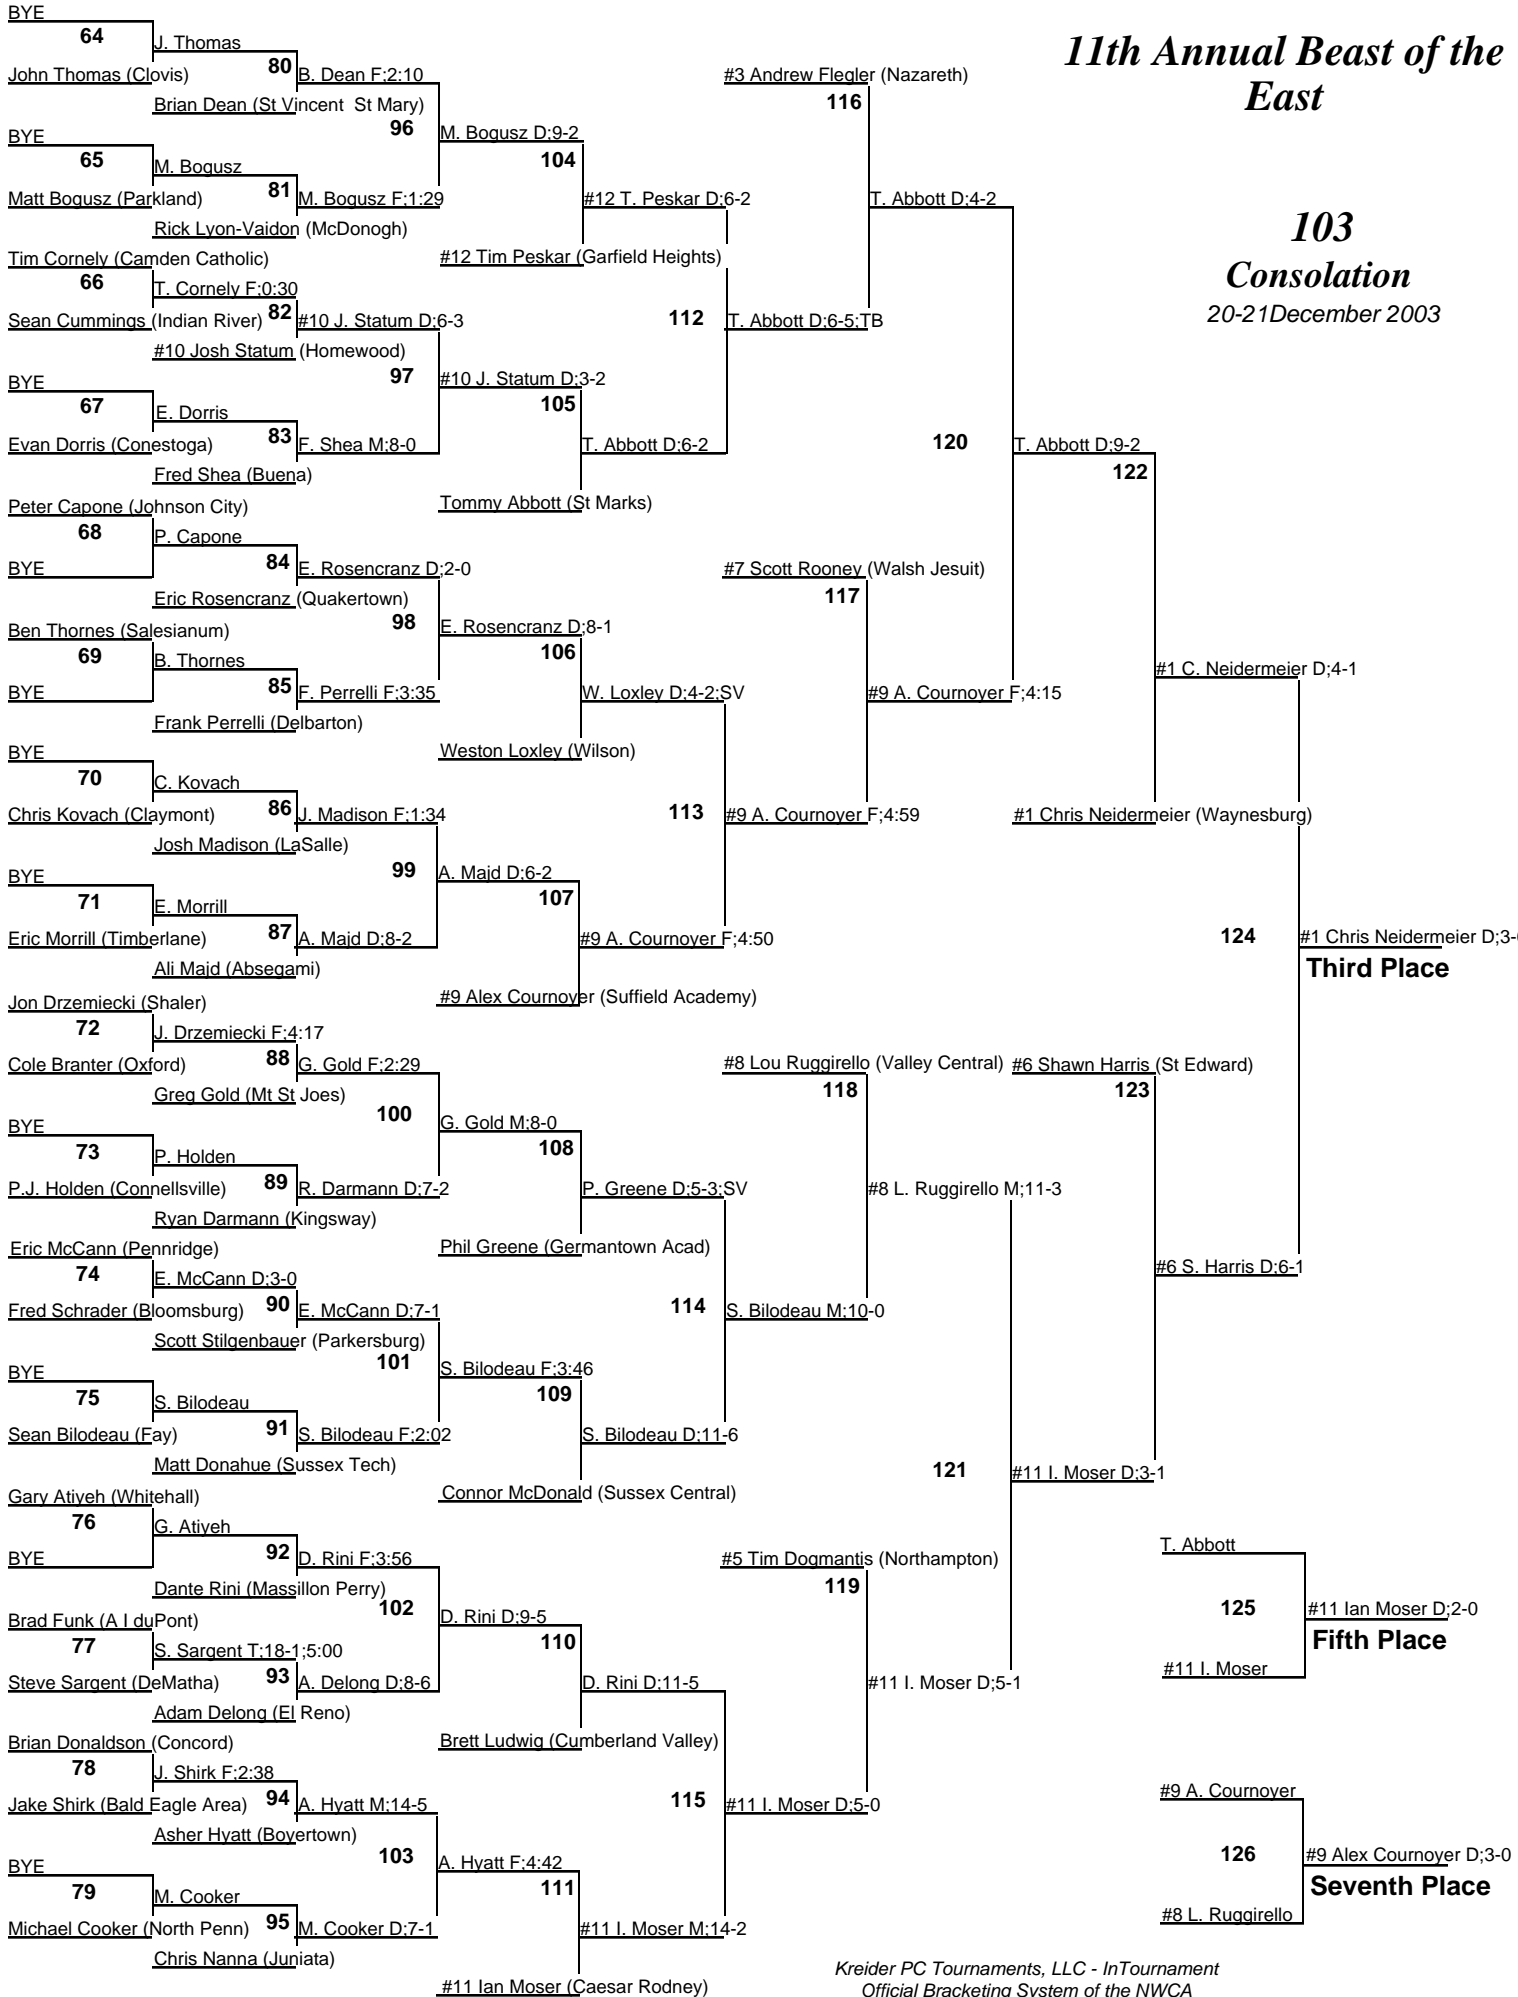 11th Annual Beast of the
East
103
Consolation
20-21December 2003
BYE
64
John Thomas (Clovis)
BYE
65
Matt Bogusz (Parkland)
Tim Cornely (Camden Catholic)
66
Sean Cummings (Indian River)
BYE
67
Evan Dorris (Conestoga)
Peter Capone (Johnson City)
68
BYE
Ben Thornes (Salesianum)
69
BYE
BYE
70
Chris Kovach (Claymont)
BYE
71
Eric Morrill (Timberlane)
Jon Drzemiecki (Shaler)
72
Cole Branter (Oxford)
BYE
73
P.J. Holden (Connellsville)
Eric McCann (Pennridge)
74
Fred Schrader (Bloomsburg)
BYE
75
Sean Bilodeau (Fay)
Gary Atiyeh (Whitehall)
76
BYE
Brad Funk (A I duPont)
77
Steve Sargent (DeMatha)
Brian Donaldson (Concord)
78
Jake Shirk (Bald Eagle Area)
BYE
79
Michael Cooker (North Penn)
J. Thomas
80
Brian Dean (St Vincent St Mary)
M. Bogusz
81
Rick Lyon-Vaidon (McDonogh)
T. Cornely F;0:30
82
#10 Josh Statum (Homewood)
E. Dorris
83
Fred Shea (Buena)
P. Capone
84
Eric Rosencranz (Quakertown)
B. Thornes
85
Frank Perrelli (Delbarton)
C. Kovach
86
Josh Madison (LaSalle)
E. Morrill
87
Ali Majd (Absegami)
J. Drzemiecki F;4:17
88
Greg Gold (Mt St Joes)
P. Holden
89
Ryan Darmann (Kingsway)
E. McCann D;3-0
90
Scott Stilgenbauer (Parkersburg)
S. Bilodeau
91
Matt Donahue (Sussex Tech)
G. Atiyeh
92
Dante Rini (Massillon Perry)
S. Sargent T;18-1;5:00
93
Adam Delong (El Reno)
J. Shirk F;2:38
94
Asher Hyatt (Boyertown)
M. Cooker
95
Chris Nanna (Juniata)
B. Dean F;2:10
96
M. Bogusz F;1:29
#10 J. Statum D;6-3
97
F. Shea M;8-0
E. Rosencranz D;2-0
98
F. Perrelli F;3:35
J. Madison F;1:34
99
A. Majd D;8-2
G. Gold F;2:29
100
R. Darmann D;7-2
E. McCann D;7-1
101
S. Bilodeau F;2:02
D. Rini F;3:56
102
A. Delong D;8-6
A. Hyatt M;14-5
103
M. Cooker D;7-1
M. Bogusz D;9-2
104
#12 Tim Peskar (Garfield Heights)
#10 J. Statum D;3-2
105
Tommy Abbott (St Marks)
E. Rosencranz D;8-1
106
Weston Loxley (Wilson)
A. Majd D;6-2
107
#9 Alex Cournoyer (Suffield Academy)
G. Gold M;8-0
108
Phil Greene (Germantown Acad)
S. Bilodeau F;3:46
109
Connor McDonald (Sussex Central)
D. Rini D;9-5
110
Brett Ludwig (Cumberland Valley)
A. Hyatt F;4:42
111
#11 Ian Moser (Caesar Rodney)
#12 T. Peskar D;6-2
112
T. Abbott D;6-2
W. Loxley D;4-2;SV
113
#9 A. Cournoyer F;4:50
P. Greene D;5-3;SV
114
S. Bilodeau D;11-6
D. Rini D;11-5
115
#11 I. Moser M;14-2
#3 Andrew Flegler (Nazareth)
116
T. Abbott D;6-5;TB
#7 Scott Rooney (Walsh Jesuit)
117
#9 A. Cournoyer F;4:59
#8 Lou Ruggirello (Valley Central)
118
S. Bilodeau M;10-0
#5 Tim Dogmantis (Northampton)
119
#11 I. Moser D;5-0
T. Abbott D;4-2
120
#9 A. Cournoyer F;4:15
#8 L. Ruggirello M;11-3
121
#11 I. Moser D;5-1
T. Abbott D;9-2
122
#1 Chris Neidermeier (Waynesburg)
#6 Shawn Harris (St Edward)
123
#11 I. Moser D;3-1
#1 C. Neidermeier D;4-1
124
#6 S. Harris D;6-1
#1 Chris Neidermeier D;3-
Third Place
T. Abbott
125
#11 I. Moser
#11 Ian Moser D;2-0
Fifth Place
#9 A. Cournoyer
126
#8 L. Ruggirello
#9 Alex Cournoyer D;3-0
Seventh Place
Kreider PC Tournaments, LLC - InTournament
Official Bracketing System of the NWCA